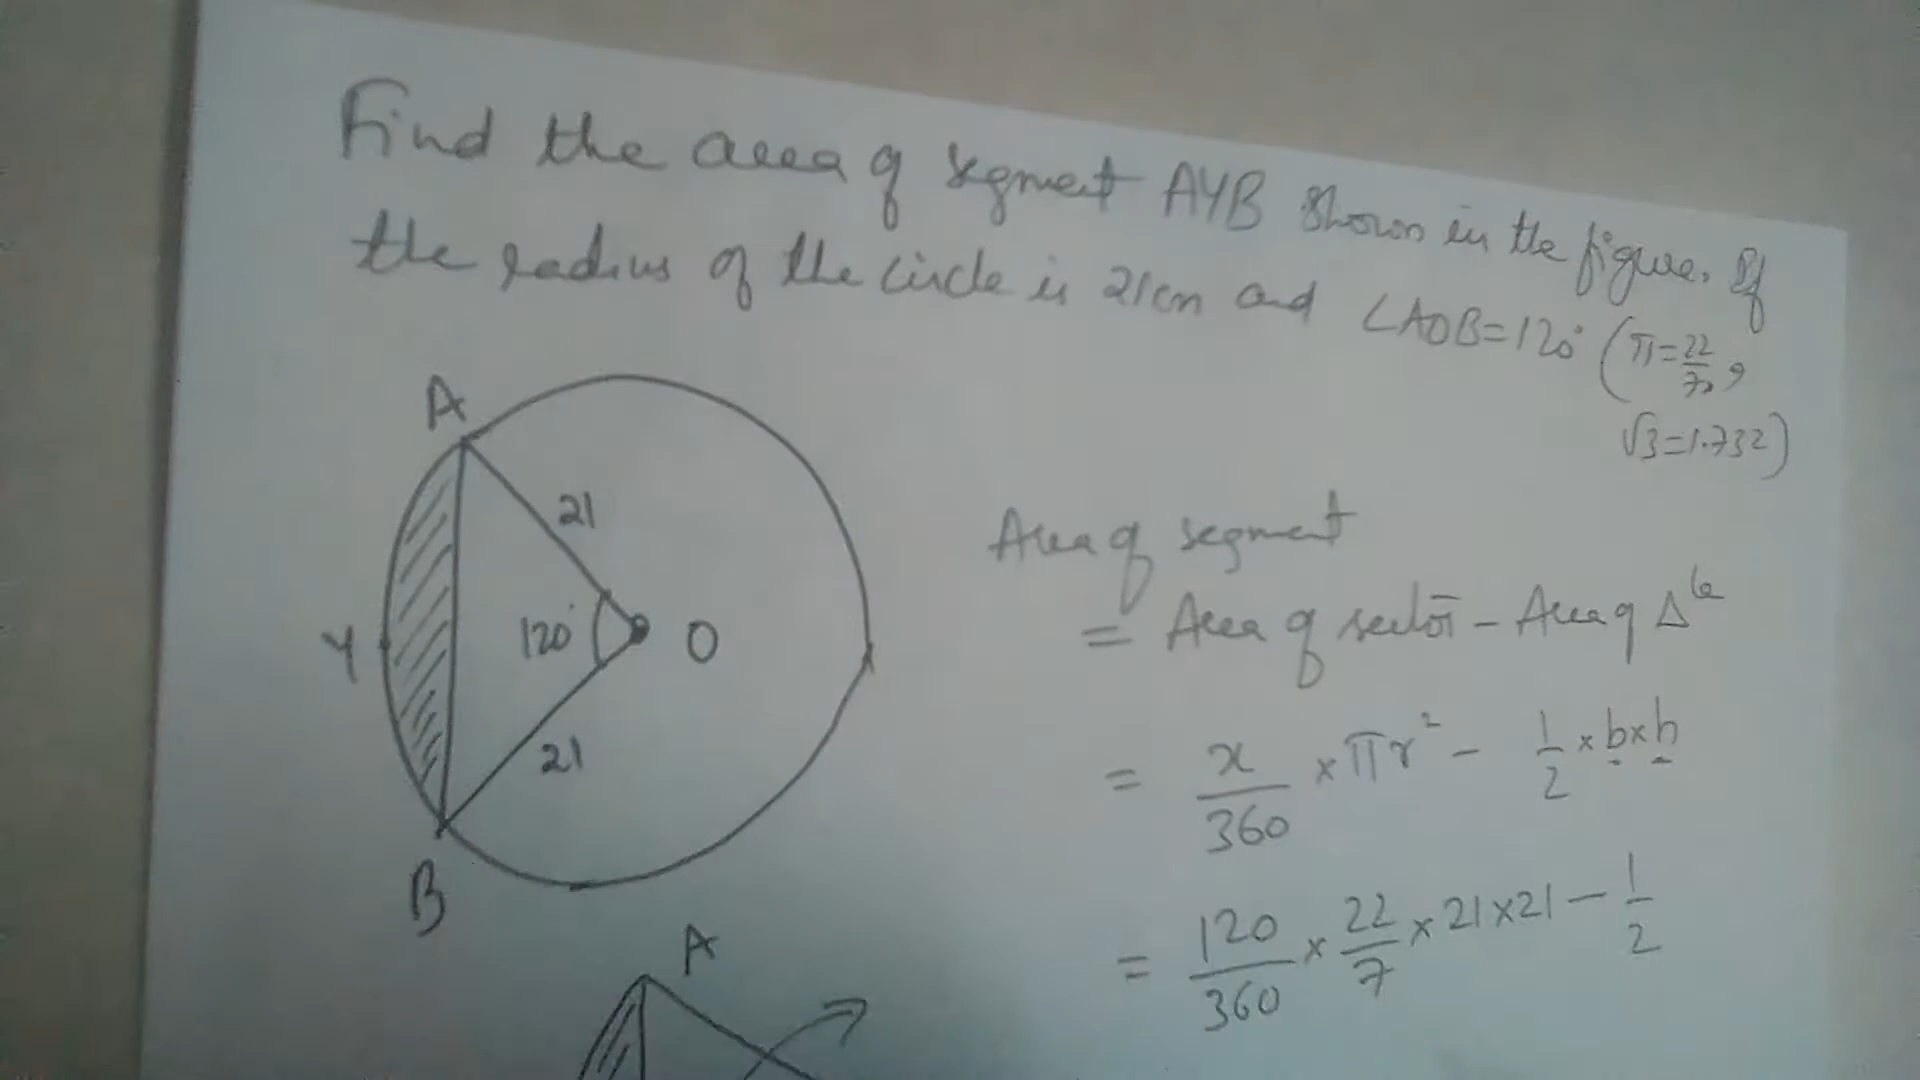 Find the area of segment AYB shown in the figure. If
the radius of the circle is 21cm and ∠AOB=120° (π=22/7,
√3=1.732)
A
21
120°
O
Y
21
B
A
Area of segment
= Area of sector - Area of Δle
= x/360 × πr² - 1/2 × b×h
= 120/360 × 22/7 × 21×21 - 1/2